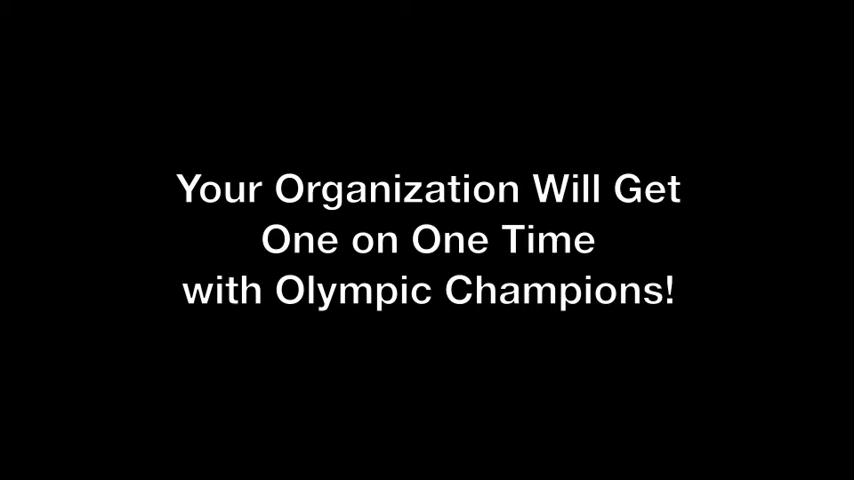 Your Organization Will Get
One on One Time
with Olympic Champions!